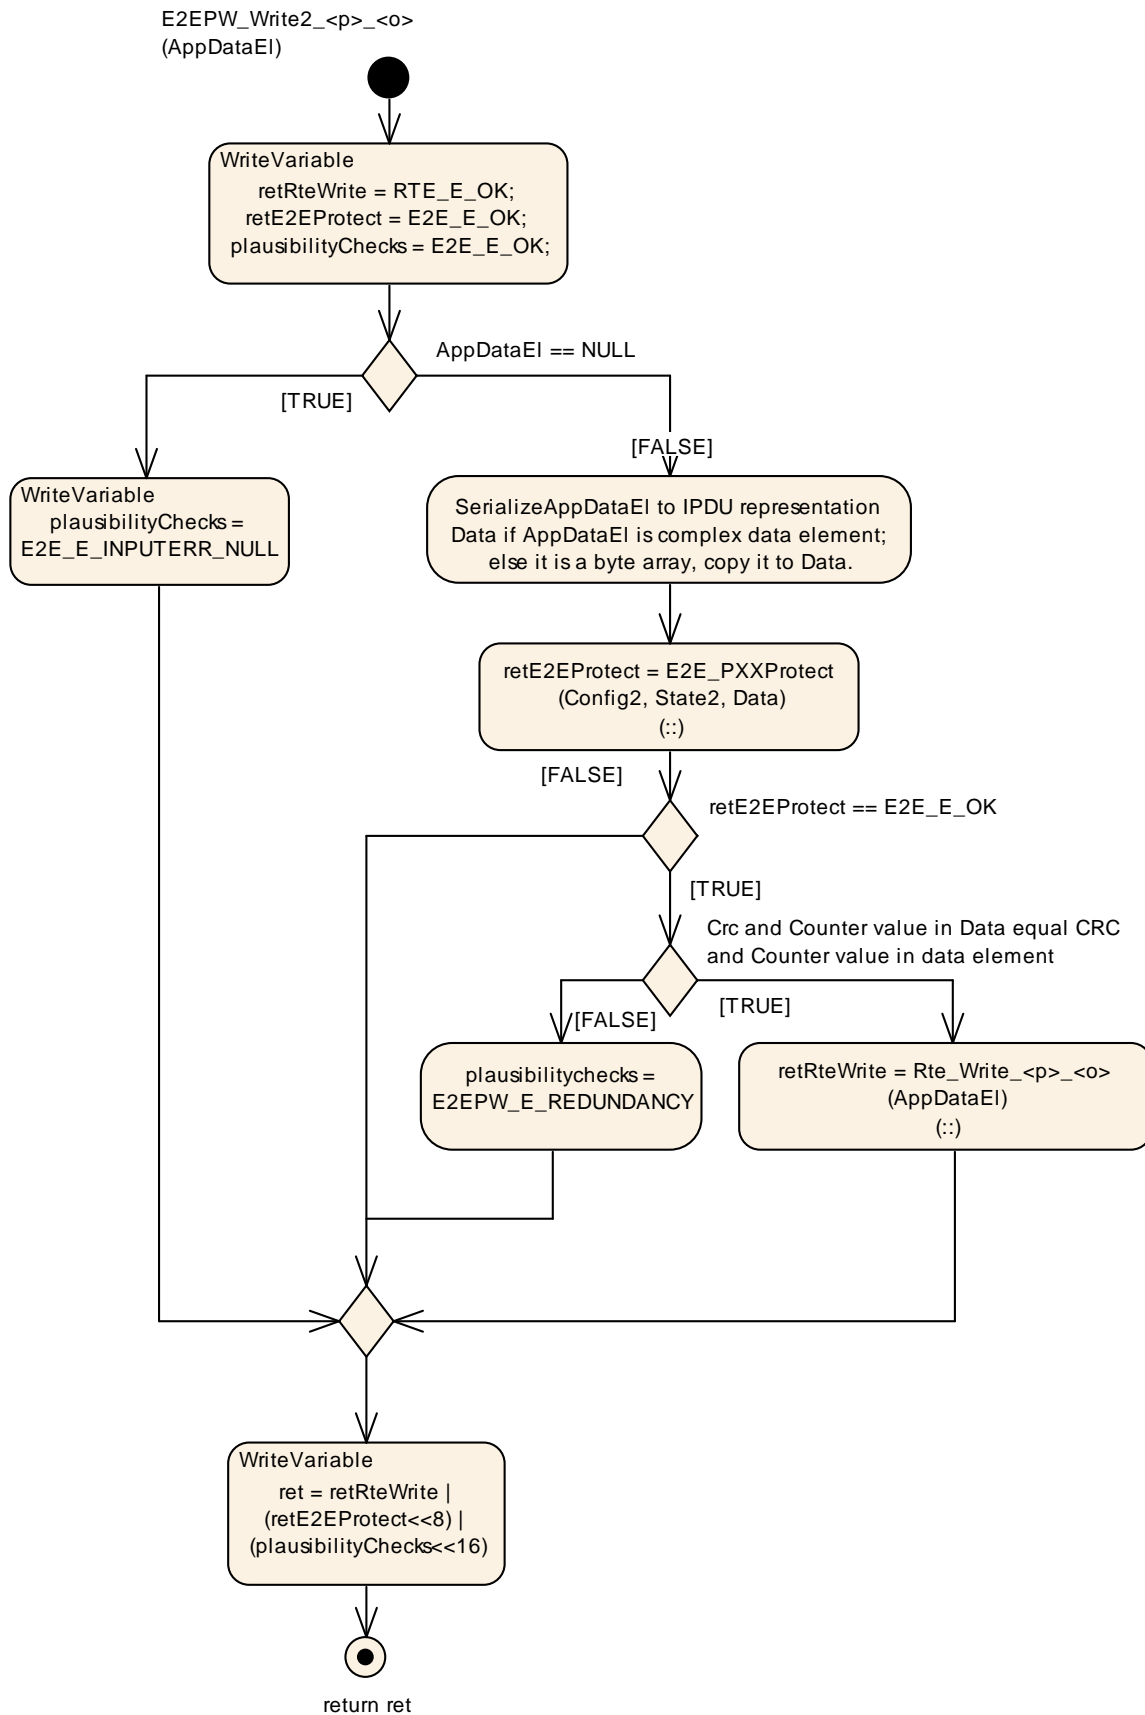 E2EPW_Write2_<p>_<o>
(AppDataEl)
WriteVariable
retRteWrite = RTE_E_OK;
retE2EProtect = E2E_E_OK;
plausibilityChecks = E2E_E_OK;
AppDataEl == NULL
[TRUE]
[FALSE]
WriteVariable
plausibilityChecks =
E2E_E_INPUTERR_NULL
SerializeAppDataEl to IPDU representation
Data if AppDataEl is complex data element;
else it is a byte array, copy it to Data.
retE2EProtect = E2E_PXXProtect
(Config2, State2, Data)
(::)
[FALSE]
retE2EProtect == E2E_E_OK
[TRUE]
Crc and Counter value in Data equal CRC
and Counter value in data element
[FALSE]
[TRUE]
plausibilitychecks =
E2EPW_E_REDUNDANCY
retRteWrite = Rte_Write_<p>_<o>
(AppDataEl)
(::)
WriteVariable
ret = retRteWrite |
(retE2EProtect<<8) |
(plausibilityChecks<<16)
return ret